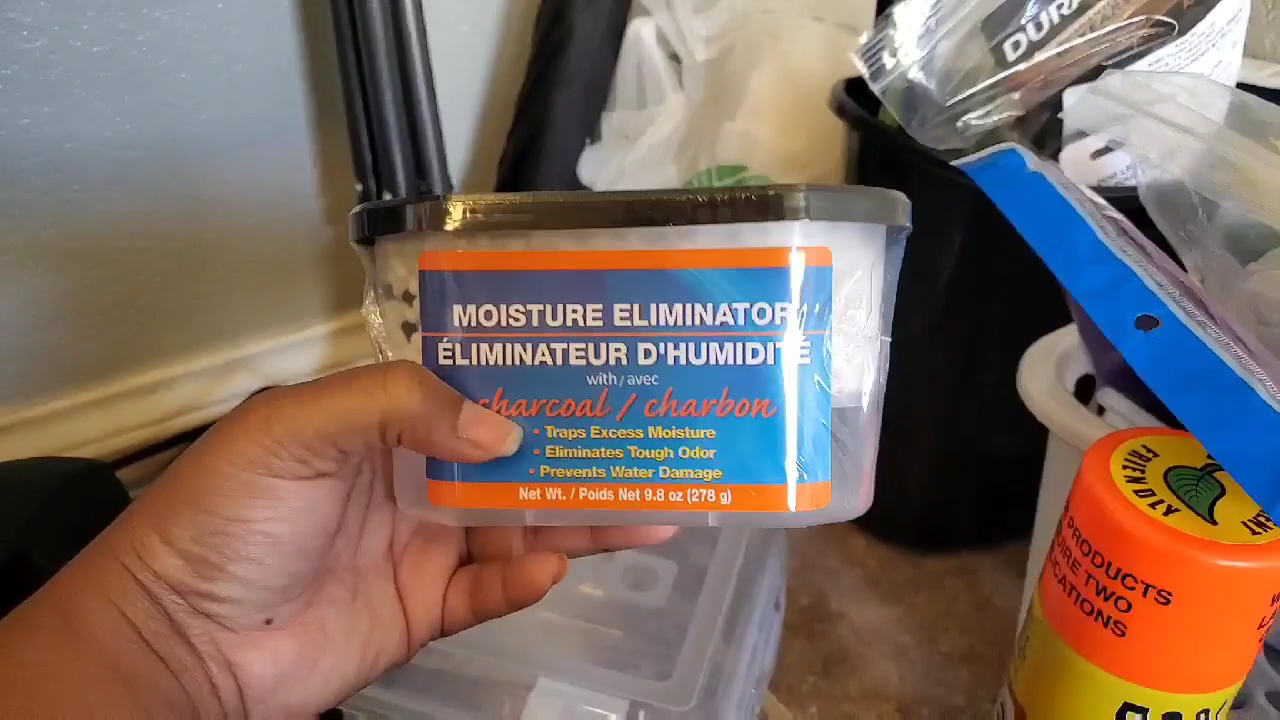 MOISTURE ELIMINATOR
ÉLIMINATEUR D'HUMIDITÉ
with / avec
charcoal / charbon
• Traps Excess Moisture
• Eliminates Tough Odor
• Prevents Water Damage
Net Wt. / Poids Net 9.8 oz (278 g)
DURA
FRIENDLY
PRODUCTS
TWO